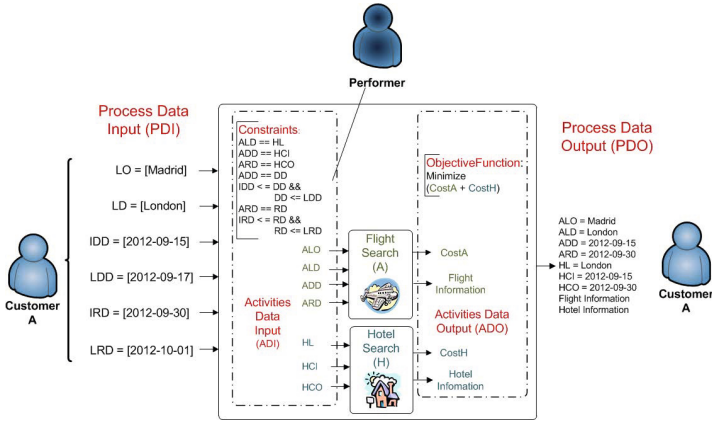 Performer
Process Data
Input (PDI)
LO = [Madrid]
LD = [London]
IDD = [2012-09-15]
LDD = [2012-09-17]
IRD = [2012-09-30]
LRD = [2012-10-01]
Customer
A
Constraints:
ALD == HL
ADD == HCI
ARD == HCO
ADD == DD
IDD < = DD &&
DD <= LDD
ARD == RD
IRD < = RD &&
RD <= LRD
ALO
ALD
ADD
ARD
Activities
Data
Input
(ADI)
HL
HCI
HCO
Flight
Search
(A)
Hotel
Search
(H)
ObjectiveFunction:
Minimize
(CostA + CostH)
CostA
Flight
Information
Activities Data
Output (ADO)
CostH
Hotel
Infomation
Process Data
Output (PDO)
ALO = Madrid
ALD = London
ADD = 2012-09-15
ARD = 2012-09-30
HL = London
HCI = 2012-09-15
HCO = 2012-09-30
Flight Information
Hotel Information
Customer
A